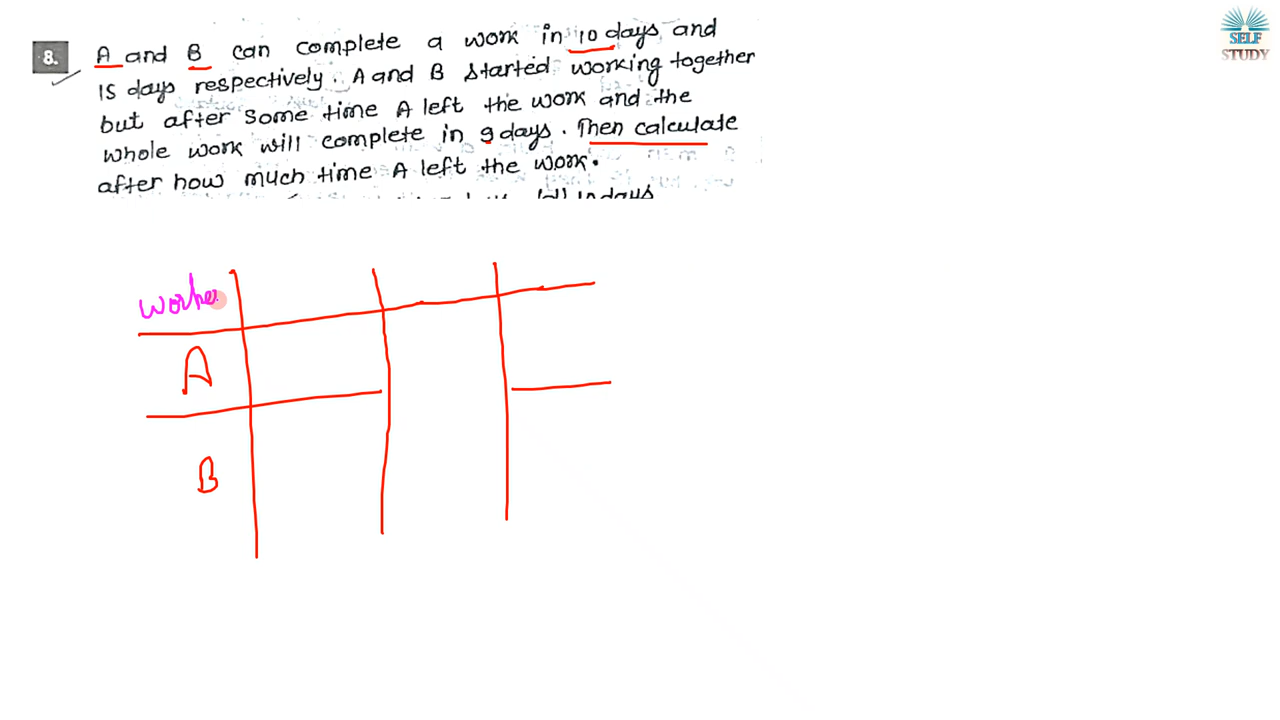 8. A and B can complete a work in 10 days and
15 days respectively. A and B started working together
but after some time A left the work and the
whole work will complete in 9 days. Then calculate
after how much time A left the work.
SELF
STUDY
Worke
A
B